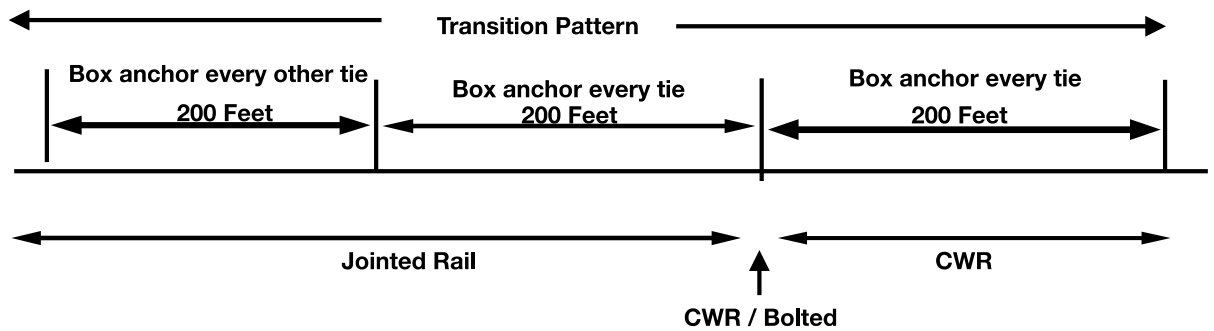 Transition Pattern
Box anchor every other tie
200 Feet
Box anchor every tie
200 Feet
Box anchor every tie
200 Feet
Jointed Rail
CWR
CWR / Bolted